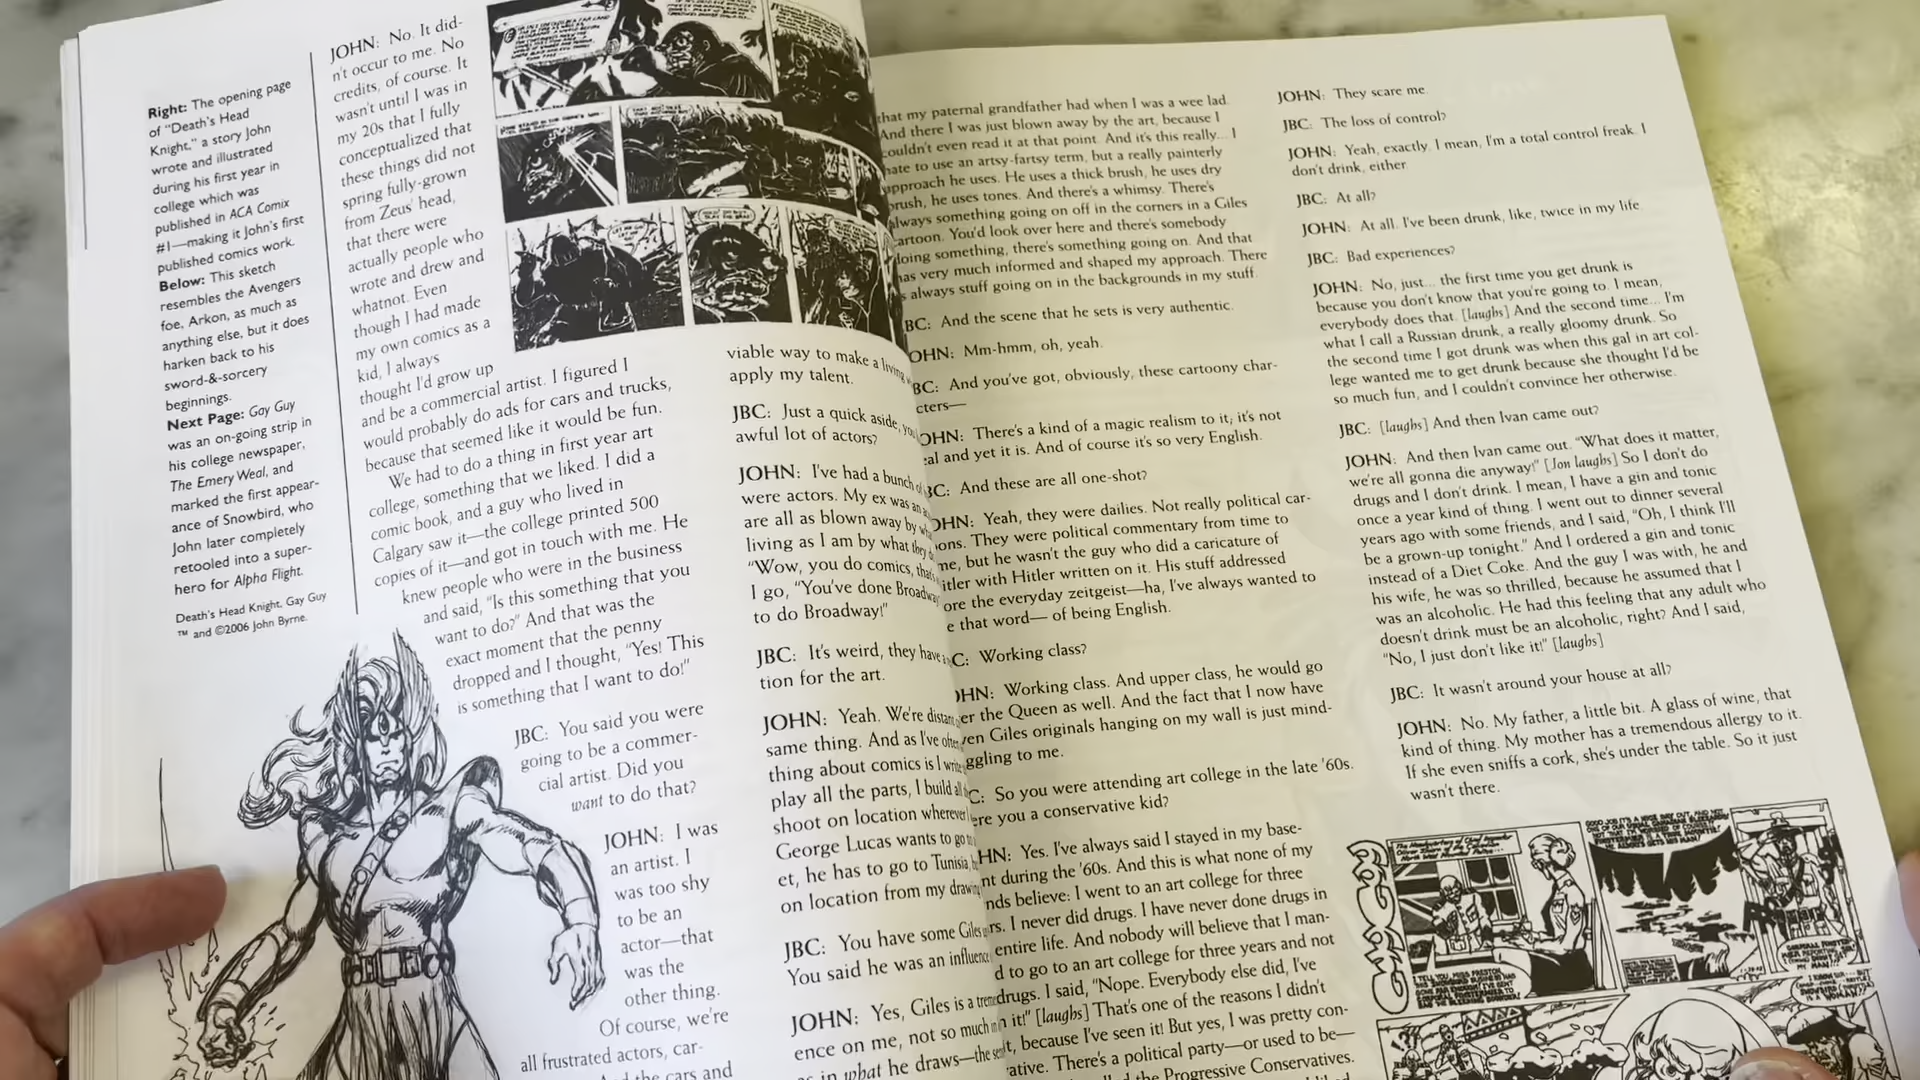 Right: The opening page
of "Death's Head
Knight," a story John
wrote and illustrated
during his first year in
college which was
published in ACA Comix
#1—making it John's first
published comics work.
Below: This sketch
resembles the Avengers
foe, Arkon, as much as
anything else, but it does
harken back to his
sword-&-sorcery
beginnings.
Next Page: Gay Guy
was an on-going strip in
his college newspaper,
The Emery Weal, and
marked the first appear-
ance of Snowbird, who
John later completely
retooled into a super-
hero for Alpha Flight.
Death's Head Knight, Gay Guy
™ and ©2006 John Byrne.
JOHN: No. It did-
n't occur to me. No
credits, of course. It
wasn't until I was in
my 20s that I fully
conceptualized that
these things did not
spring fully-grown
from Zeus' head,
that there were
actually people who
wrote and drew and
whatnot. Even
though I had made
my own comics as a
kid, I always
thought I'd grow up
and be a commercial artist. I figured I
would probably do ads for cars and trucks,
because that seemed like it would be fun.
We had to do a thing in first year art
college, something that we liked. I did a
comic book, and a guy who lived in
Calgary saw it—the college printed 500
copies of it—and got in touch with me. He
knew people who were in the business
and said, "Is this something that you
want to do?" And that was the
exact moment that the penny
dropped and I thought, "Yes! This
is something that I want to do!"
JBC: You said you were
going to be a commer-
cial artist. Did you
want to do that?
JOHN: I was
an artist. I
was too shy
to be an
actor—that
was the
other thing.
Of course, we're
all frustrated actors, car-
And the cars and
viable way to make a living
apply my talent.
JBC: Just a quick aside, you
awful lot of actors?
JOHN: I've had a bunch
were actors. My ex was an
are all as blown away by
living as I am by what they
"Wow, you do comics, that's
I go, "You've done Broadway
to do Broadway!"
JBC: It's weird, they have
tion for the art.
JOHN: Yeah. We're
same thing. And as I've often
thing about comics is I write
play all the parts, I build all
shoot on location wherever
George Lucas wants to go
et, he has to go to Tunisia,
on location from my drawing
JBC: You have some Giles
You said he was an influence
JOHN: Yes, Giles is a
ence on me, not so much in
as in what he draws—the
that my paternal grandfather had when I was a wee lad.
And there I was just blown away by the art, because I
couldn't even read it at that point. And it's this really... I
hate to use an artsy-fartsy term, but a really painterly
approach he uses. He uses a thick brush, he uses dry
brush, he uses tones. And there's a whimsy. There's
always something going on off in the corners in a Giles
cartoon. You'd look over here and there's somebody
doing something, there's something going on. And that
has very much informed and shaped my approach. There
s always stuff going on in the backgrounds in my stuff.
BC: And the scene that he sets is very authentic.
OHN: Mm-hmm, oh, yeah.
BC: And you've got, obviously, these cartoony char-
cters—
OHN: There's a kind of a magic realism to it; it's not
eal and yet it is. And of course it's so very English.
BC: And these are all one-shot?
OHN: Yeah, they were dailies. Not really political car-
ons. They were political commentary from time to
me, but he wasn't the guy who did a caricature of
itler with Hitler written on it. His stuff addressed
ore the everyday zeitgeist—ha, I've always wanted to
e that word— of being English.
C: Working class?
OHN: Working class. And upper class, he would go
er the Queen as well. And the fact that I now have
en Giles originals hanging on my wall is just mind-
ggling to me.
C: So you were attending art college in the late '60s.
ere you a conservative kid?
HN: Yes. I've always said I stayed in my base-
nt during the '60s. And this is what none of my
nds believe: I went to an art college for three
rs. I never did drugs. I have never done drugs in
entire life. And nobody will believe that I man-
d to go to an art college for three years and not
drugs. I said, "Nope. Everybody else did, I've
n it!" [laughs] That's one of the reasons I didn't
t, because I've seen it! But yes, I was pretty con-
ative. There's a political party—or used to be—
lled the Progressive Conservatives.
JOHN: They scare me.
JBC: The loss of control?
JOHN: Yeah, exactly. I mean, I'm a total control freak. I
don't drink, either.
JBC: At all?
JOHN: At all. I've been drunk, like, twice in my life.
JBC: Bad experiences?
JOHN: No, just... the first time you get drunk is
because you don't know that you're going to. I mean,
everybody does that. [laughs] And the second time... I'm
what I call a Russian drunk, a really gloomy drunk. So
the second time I got drunk was when this gal in art col-
lege wanted me to get drunk because she thought I'd be
so much fun, and I couldn't convince her otherwise.
JBC: [laughs] And then Ivan came out?
JOHN: And then Ivan came out. "What does it matter,
we're all gonna die anyway!" [Jon laughs] So I don't do
drugs and I don't drink. I mean, I have a gin and tonic
once a year kind of thing. I went out to dinner several
years ago with some friends, and I said, "Oh, I think I'll
be a grown-up tonight." And I ordered a gin and tonic
instead of a Diet Coke. And the guy I was with, he and
his wife, he was so thrilled, because he assumed that I
was an alcoholic. He had this feeling that any adult who
doesn't drink must be an alcoholic, right? And I said,
"No, I just don't like it!" [laughs]
JBC: It wasn't around your house at all?
JOHN: No. My father, a little bit. A glass of wine, that
kind of thing. My mother has a tremendous allergy to it.
If she even sniffs a cork, she's under the table. So it just
wasn't there.